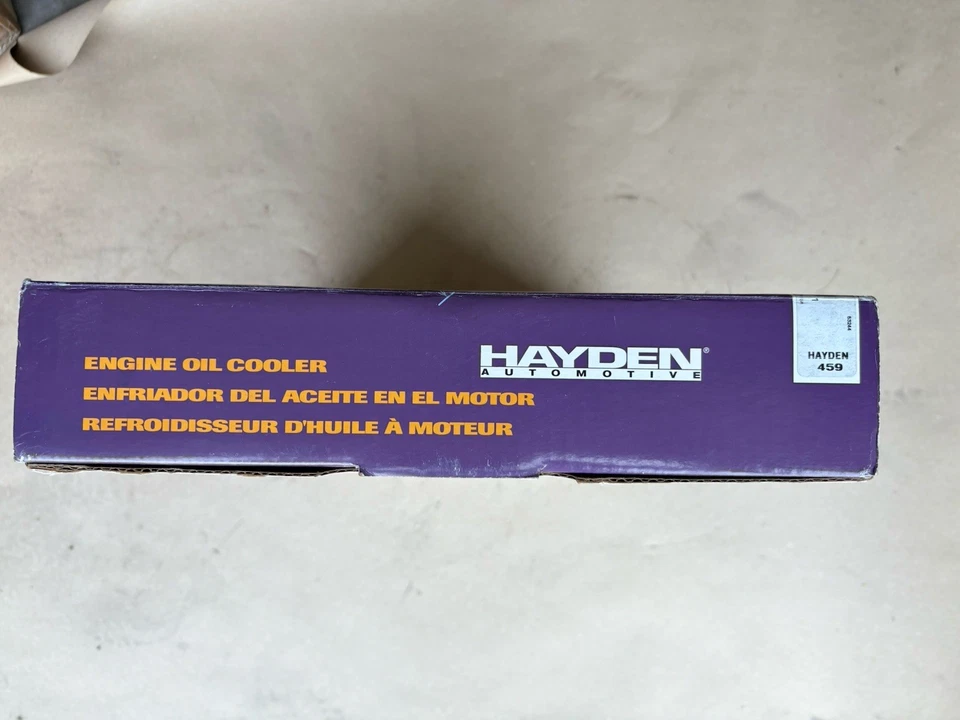 ENGINE OIL COOLER
ENFRIADOR DEL ACEITE EN EL MOTOR
REFROIDISSEUR D'HUILE À MOTEUR
HAYDEN®
AUTOMOTIVE
HAYDEN
459